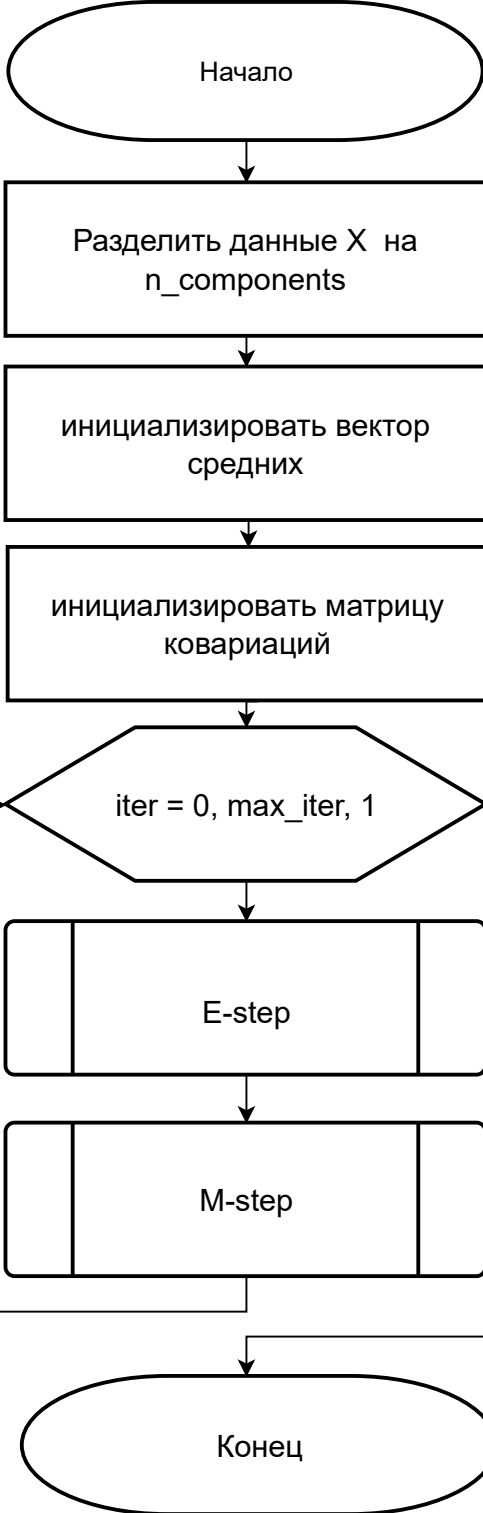 Начало
Разделить данные X на
n_components
инициализировать вектор
средних
инициализировать матрицу
ковариаций
iter = 0, max_iter, 1
E-step
M-step
Конец